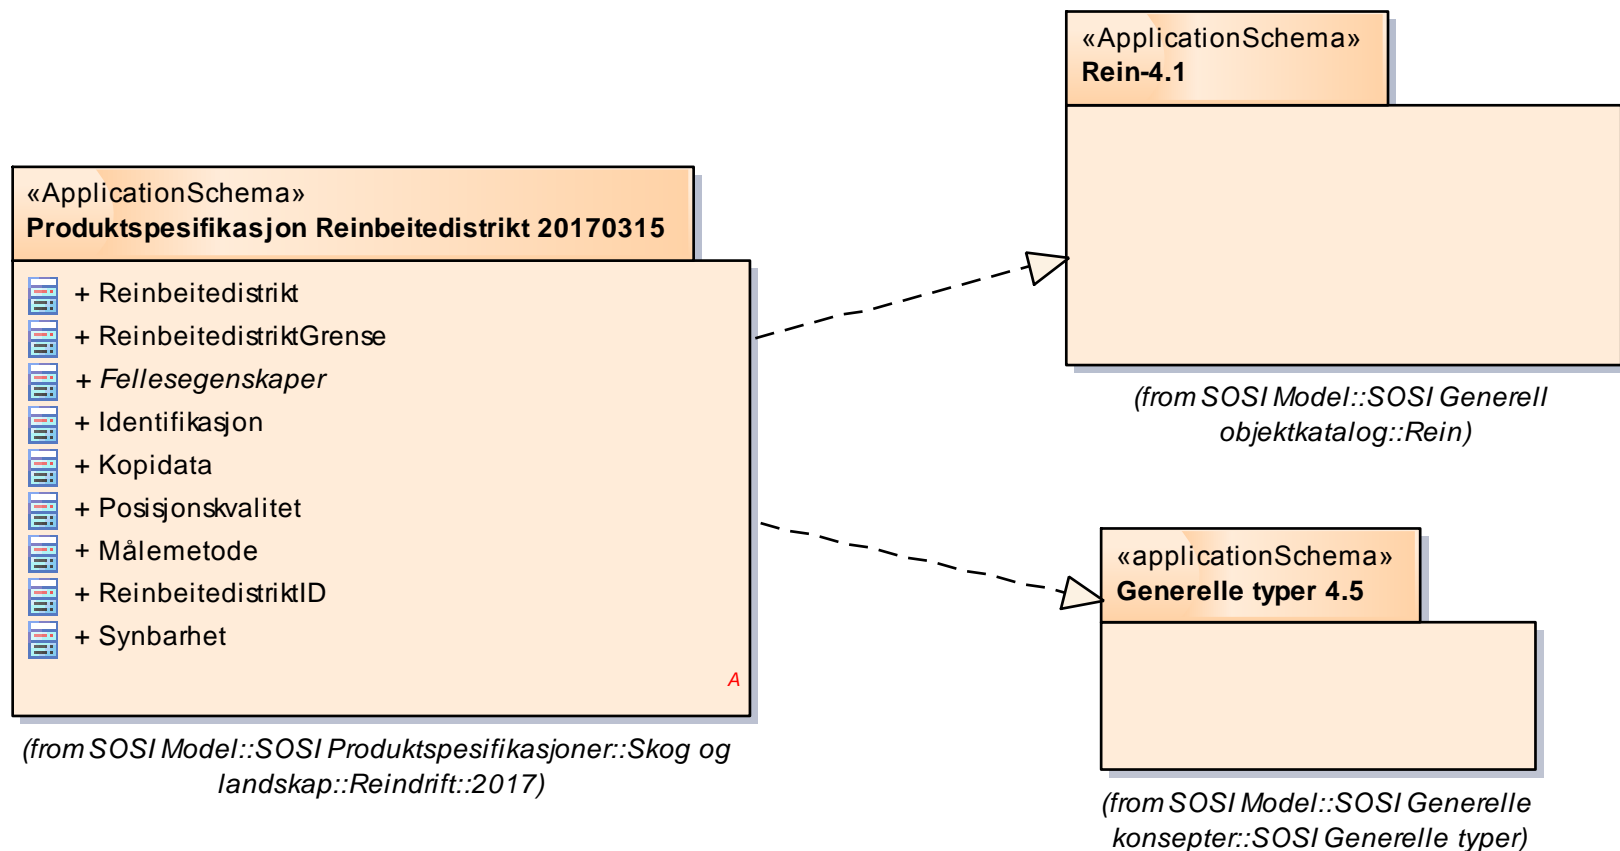 «ApplicationSchema»
Produktspesifikasjon Reinbeitedistrikt 20170315
+ Reinbeitedistrikt
+ ReinbeitedistriktGrense
+ Fellesegenskaper
+ Identifikasjon
+ Kopidata
+ Posisjonskvalitet
+ Målemetode
+ ReinbeitedistriktID
+ Synbarhet
A
(from SOSI Model::SOSI Produktspesifikasjoner::Skog og
landskap::Reindrift::2017)
«ApplicationSchema»
Rein-4.1
(from SOSI Model::SOSI Generell
objektkatalog::Rein)
«applicationSchema»
Generelle typer 4.5
(from SOSI Model::SOSI Generelle
konsepter::SOSI Generelle typer)